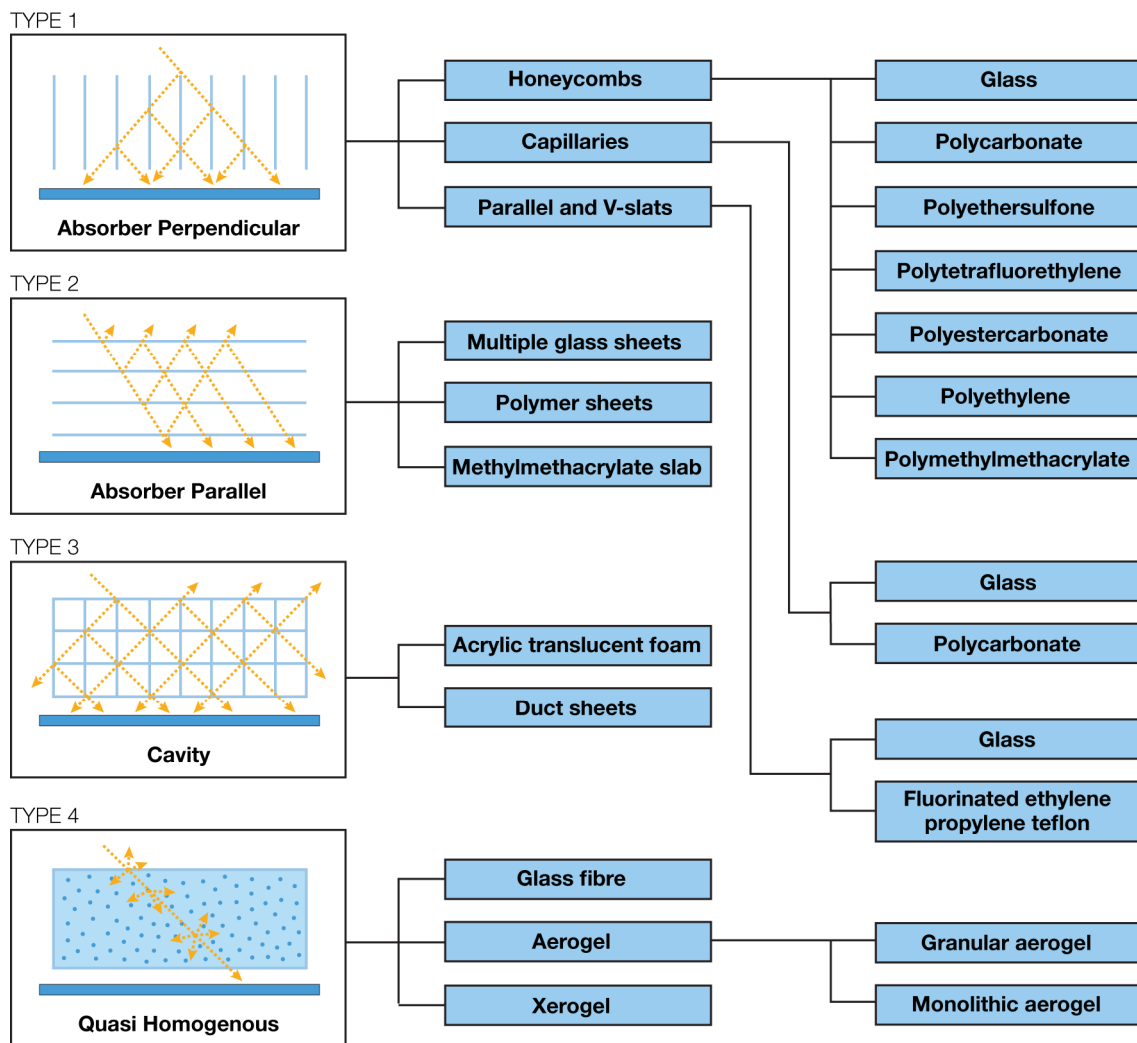 TYPE 1
Absorber Perpendicular
Honeycombs
Capillaries
Parallel and V-slats
Glass
Polycarbonate
Polyethersulfone
Polytetrafluorethylene
Polyestercarbonate
Polyethylene
Polymethylmethacrylate
TYPE 2
Absorber Parallel
Multiple glass sheets
Polymer sheets
Methylmethacrylate slab
TYPE 3
Cavity
Acrylic translucent foam
Duct sheets
Glass
Polycarbonate
Glass
Fluorinated ethylene
propylene teflon
TYPE 4
Quasi Homogenous
Glass fibre
Aerogel
Xerogel
Granular aerogel
Monolithic aerogel